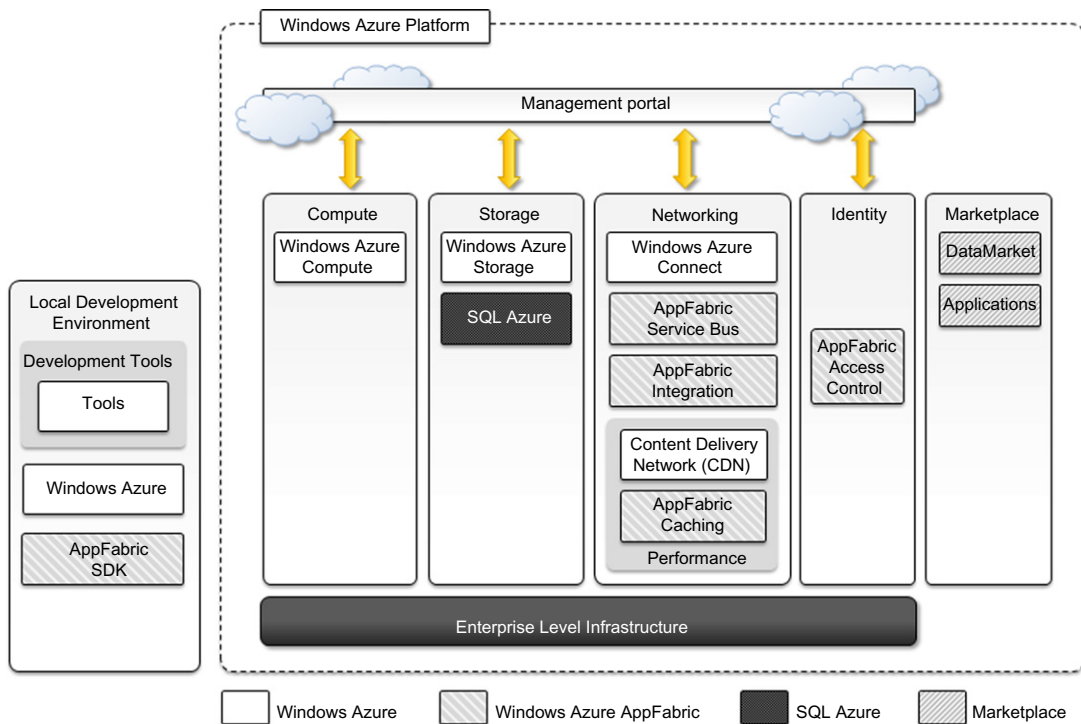 Windows Azure Platform
Management portal
Compute
Windows Azure
Compute
Storage
Windows Azure
Storage
SQL Azure
Networking
Windows Azure
Connect
AppFabric
Service Bus
AppFabric
Integration
Content Delivery
Network (CDN)
AppFabric
Caching
Performance
Identity
AppFabric
Access
Control
Marketplace
DataMarket
Applications
Local Development
Environment
Development Tools
Tools
Windows Azure
AppFabric
SDK
Enterprise Level Infrastructure
Windows Azure
Windows Azure AppFabric
SQL Azure
Marketplace